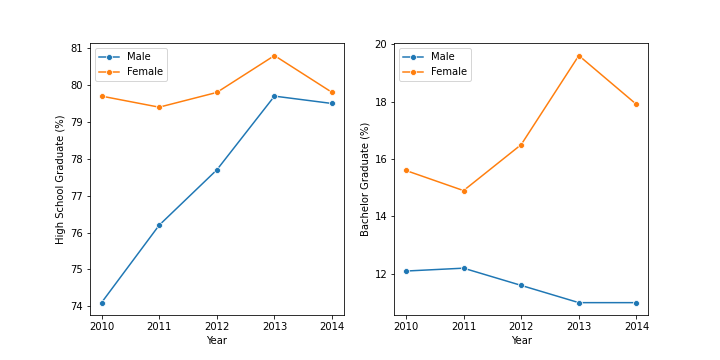 Male
Female
81
80
79
78
77
76
75
74
High School Graduate (%)
2010 2011 2012 2013 2014
Year
Male
Female
20
18
16
14
12
Bachelor Graduate (%)
2010 2011 2012 2013 2014
Year